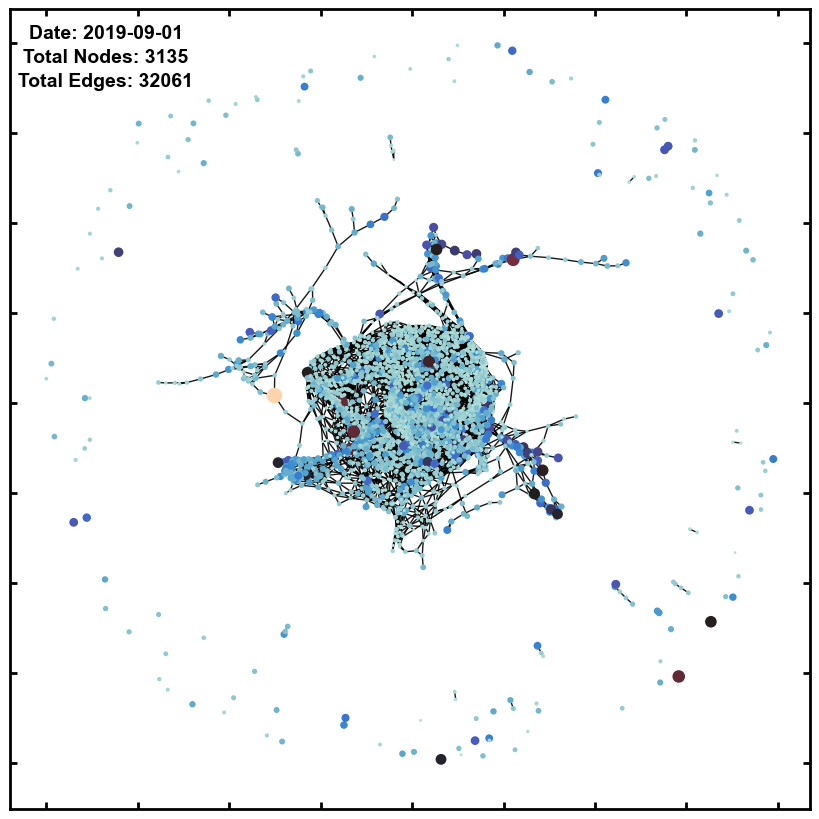 Date: 2019-09-01
Total Nodes: 3135
Total Edges: 32061